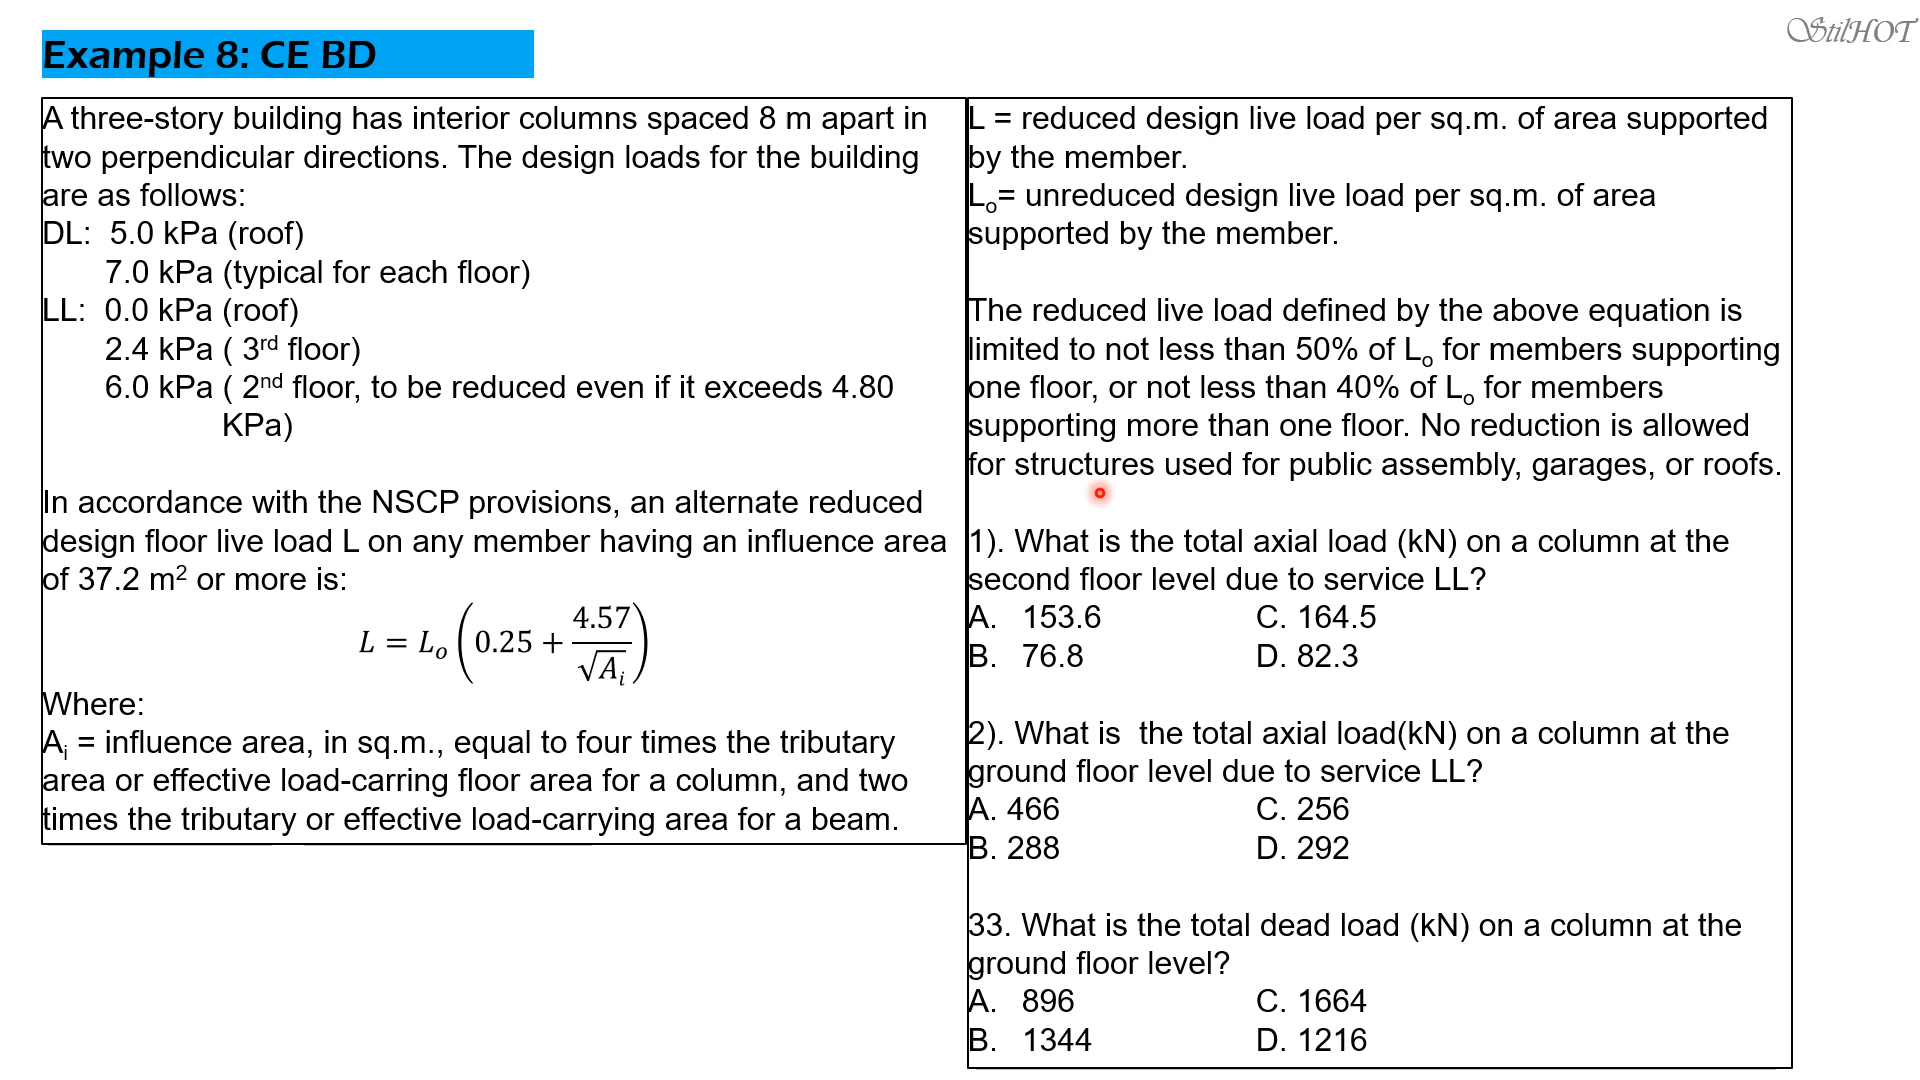 StilHOT
Example 8: CE BD
A three-story building has interior columns spaced 8 m apart in
two perpendicular directions. The design loads for the building
are as follows:
DL: 5.0 kPa (roof)
7.0 kPa (typical for each floor)
LL: 0.0 kPa (roof)
2.4 kPa ( 3rd floor)
6.0 kPa ( 2nd floor, to be reduced even if it exceeds 4.80
KPa)
In accordance with the NSCP provisions, an alternate reduced
design floor live load L on any member having an influence area
of 37.2 m² or more is:
L = Lₒ (0.25 + 4.57/√Aᵢ)
Where:
Aᵢ = influence area, in sq.m., equal to four times the tributary
area or effective load-carring floor area for a column, and two
times the tributary or effective load-carrying area for a beam.
L = reduced design live load per sq.m. of area supported
by the member.
Lₒ= unreduced design live load per sq.m. of area
supported by the member.
The reduced live load defined by the above equation is
limited to not less than 50% of Lₒ for members supporting
one floor, or not less than 40% of Lₒ for members
supporting more than one floor. No reduction is allowed
for structures used for public assembly, garages, or roofs.
1). What is the total axial load (kN) on a column at the
second floor level due to service LL?
A. 153.6 C. 164.5
B. 76.8 D. 82.3
2). What is the total axial load(kN) on a column at the
ground floor level due to service LL?
A. 466 C. 256
B. 288 D. 292
33. What is the total dead load (kN) on a column at the
ground floor level?
A. 896 C. 1664
B. 1344 D. 1216